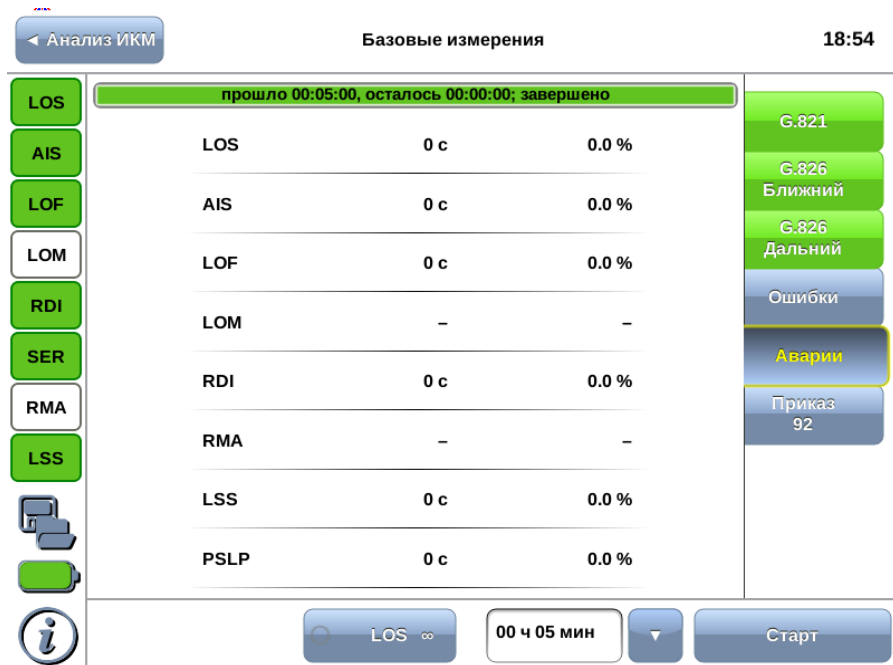 ◄ Анализ ИКМ
Базовые измерения
18:54
LOS
AIS
LOF
LOM
RDI
SER
RMA
LSS
прошло 00:05:00, осталось 00:00:00; завершено
LOS 0 с 0.0 %
AIS 0 с 0.0 %
LOF 0 с 0.0 %
LOM – –
RDI 0 с 0.0 %
RMA – –
LSS 0 с 0.0 %
PSLP 0 с 0.0 %
G.821
G.826
Ближний
G.826
Дальний
Ошибки
Аварии
Приказ
92
i
LOS ∞
00 ч 05 мин
▼
Старт